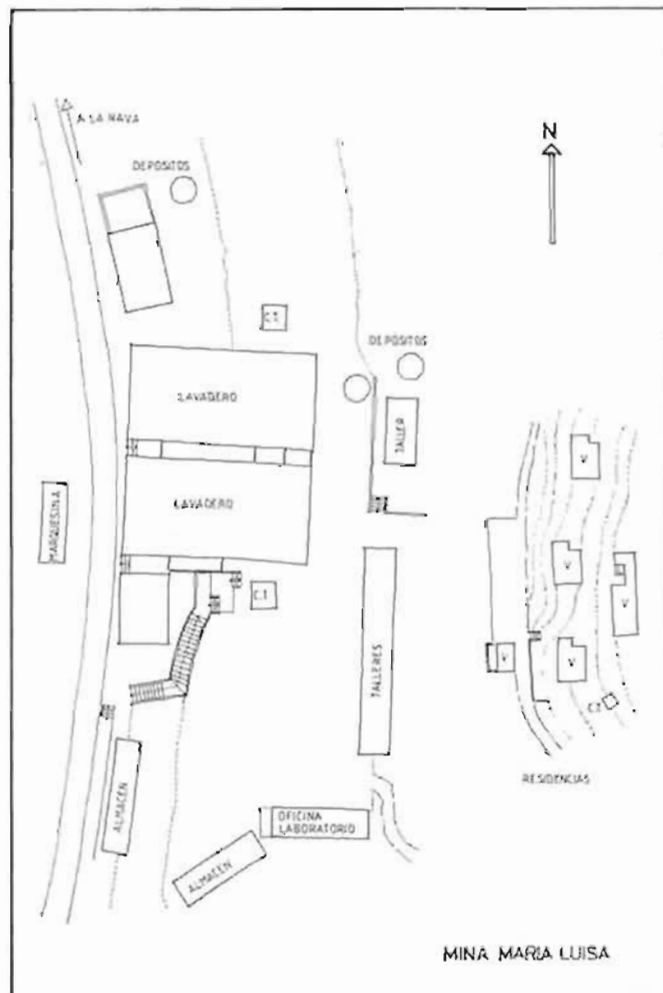 A LA NAVA
N
DEPOSITOS
C.T.
DEPOSITOS
LAVADERO
TALLER
V
LAVADERO
MARQUESINA
V
C.T.
V
TALLERES
V
V
C.T.
RESIDENCIAS
ALMACEN
OFICINA
LABORATORIO
ALMACEN
MINA MARIA LUISA